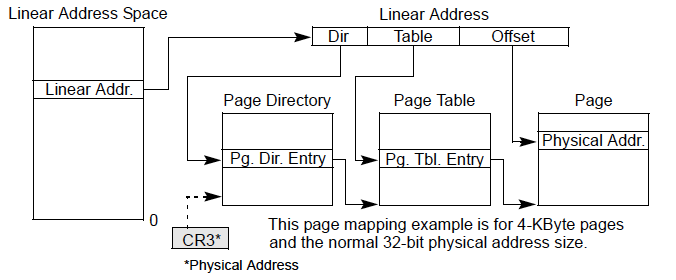 Linear Address Space
Linear Address
Dir Table Offset
Linear Addr.
Page Directory Page Table Page
Physical Addr.
Pg. Dir. Entry Pg. Tbl. Entry
0
CR3*
This page mapping example is for 4-KByte pages
and the normal 32-bit physical address size.
*Physical Address